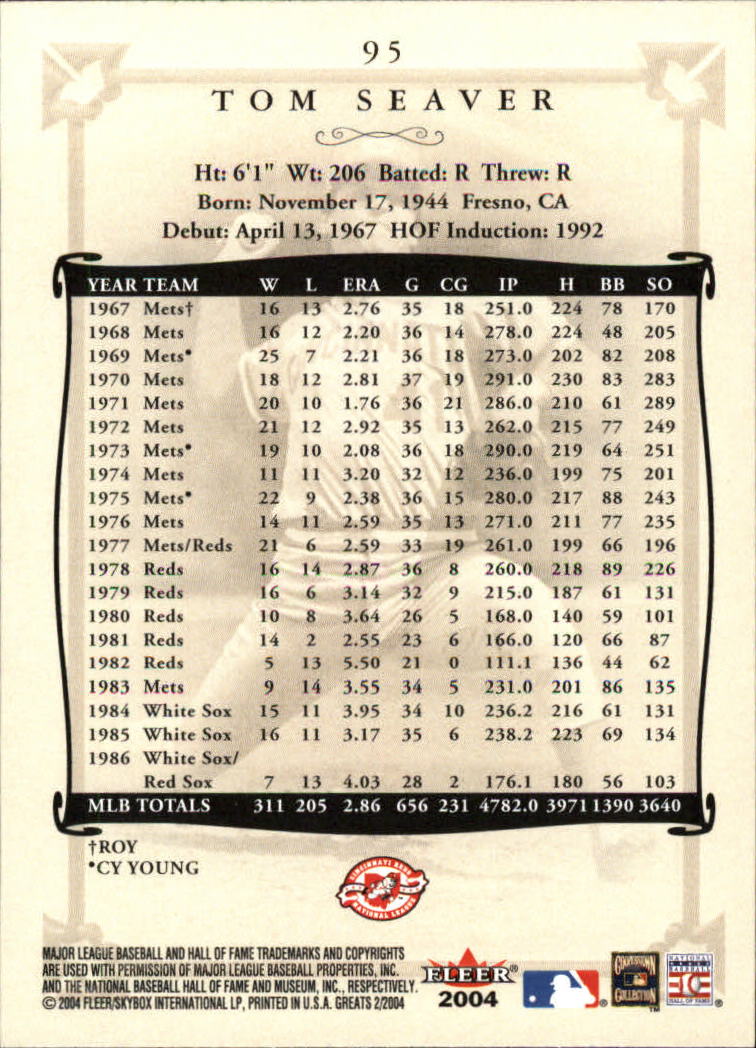 95
TOM SEAVER
Ht: 6'1" Wt: 206 Batted: R Threw: R
Born: November 17, 1944 Fresno, CA
Debut: April 13, 1967 HOF Induction: 1992
YEAR TEAM W L ERA G CG IP H BB SO
1967 Mets† 16 13 2.76 35 18 251.0 224 78 170
1968 Mets 16 12 2.20 36 14 278.0 224 48 205
1969 Mets• 25 7 2.21 36 18 273.0 202 82 208
1970 Mets 18 12 2.81 37 19 291.0 230 83 283
1971 Mets 20 10 1.76 36 21 286.0 210 61 289
1972 Mets 21 12 2.92 35 13 262.0 215 77 249
1973 Mets• 19 10 2.08 36 18 290.0 219 64 251
1974 Mets 11 11 3.20 32 12 236.0 199 75 201
1975 Mets• 22 9 2.38 36 15 280.0 217 88 243
1976 Mets 14 11 2.59 35 13 271.0 211 77 235
1977 Mets/Reds 21 6 2.59 33 19 261.0 199 66 196
1978 Reds 16 14 2.87 36 8 260.0 218 89 226
1979 Reds 16 6 3.14 32 9 215.0 187 61 131
1980 Reds 10 8 3.64 26 5 168.0 140 59 101
1981 Reds 14 2 2.55 23 6 166.0 120 66 87
1982 Reds 5 13 5.50 21 0 111.1 136 44 62
1983 Mets 9 14 3.55 34 5 231.0 201 86 135
1984 White Sox 15 11 3.95 34 10 236.2 216 61 131
1985 White Sox 16 11 3.17 35 6 238.2 223 69 134
1986 White Sox/
Red Sox 7 13 4.03 28 2 176.1 180 56 103
MLB TOTALS 311 205 2.86 656 231 4782.0 3971 1390 3640
†ROY
•CY YOUNG
CINCINNATI REDS
NATIONAL LEAGUE
MAJOR LEAGUE BASEBALL AND HALL OF FAME TRADEMARKS AND COPYRIGHTS
ARE USED WITH PERMISSION OF MAJOR LEAGUE BASEBALL PROPERTIES, INC.
AND THE NATIONAL BASEBALL HALL OF FAME AND MUSEUM, INC., RESPECTIVELY.
© 2004 FLEER/SKYBOX INTERNATIONAL LP, PRINTED IN U.S.A. GREATS 2/2004
FLEER®
2004
®
COOPERSTOWN
COLLECTION
™
NATIONAL
BASEBALL
HALL OF FAME
®